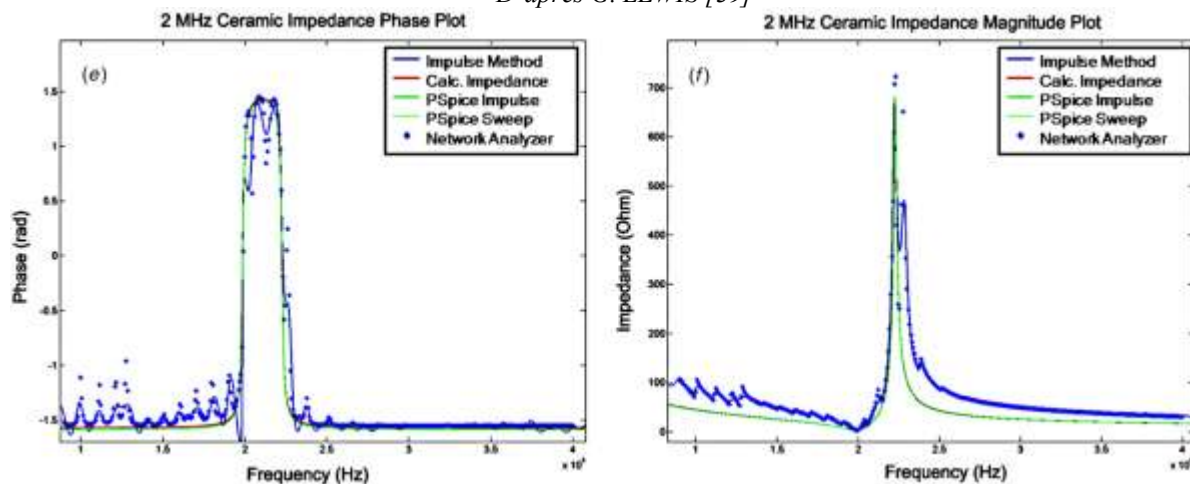 D'après G. LEWIS [39]
2 MHz Ceramic Impedance Phase Plot
(e)
Impulse Method
Calc. Impedance
PSpice Impulse
PSpice Sweep
Network Analyzer
1.5
1
0.5
0
-0.5
-1
-1.5
Phase (rad)
1
1.5
2
2.5
3
3.5
4
Frequency (Hz)
2 MHz Ceramic Impedance Magnitude Plot
(f)
Impulse Method
Calc. Impedance
PSpice Impulse
PSpice Sweep
Network Analyzer
700
600
500
400
300
200
100
0
Impedance (Ohm)
1
1.5
2
2.5
3
3.5
4
Frequency (Hz)